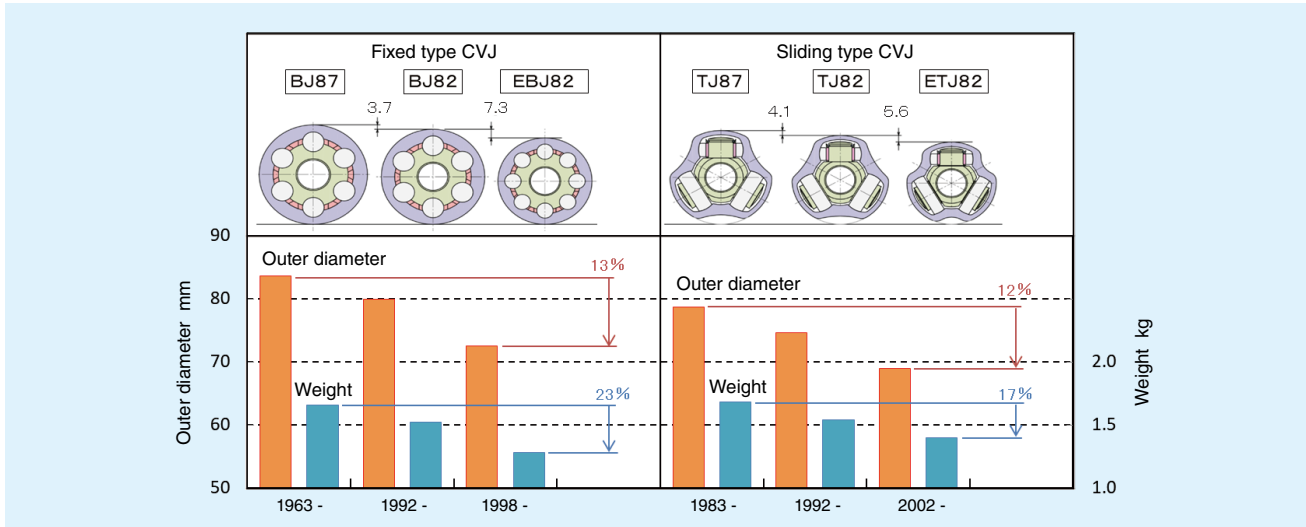 Fixed type CVJ
Sliding type CVJ
BJ87
BJ82
EBJ82
TJ87
TJ82
ETJ82
3.7
7.3
4.1
5.6
90
80
70
60
50
Outer diameter mm
Outer diameter
13%
Weight
23%
Outer diameter
12%
Weight
17%
2.0
1.5
1.0
Weight kg
1963 -
1992 -
1998 -
1983 -
1992 -
2002 -